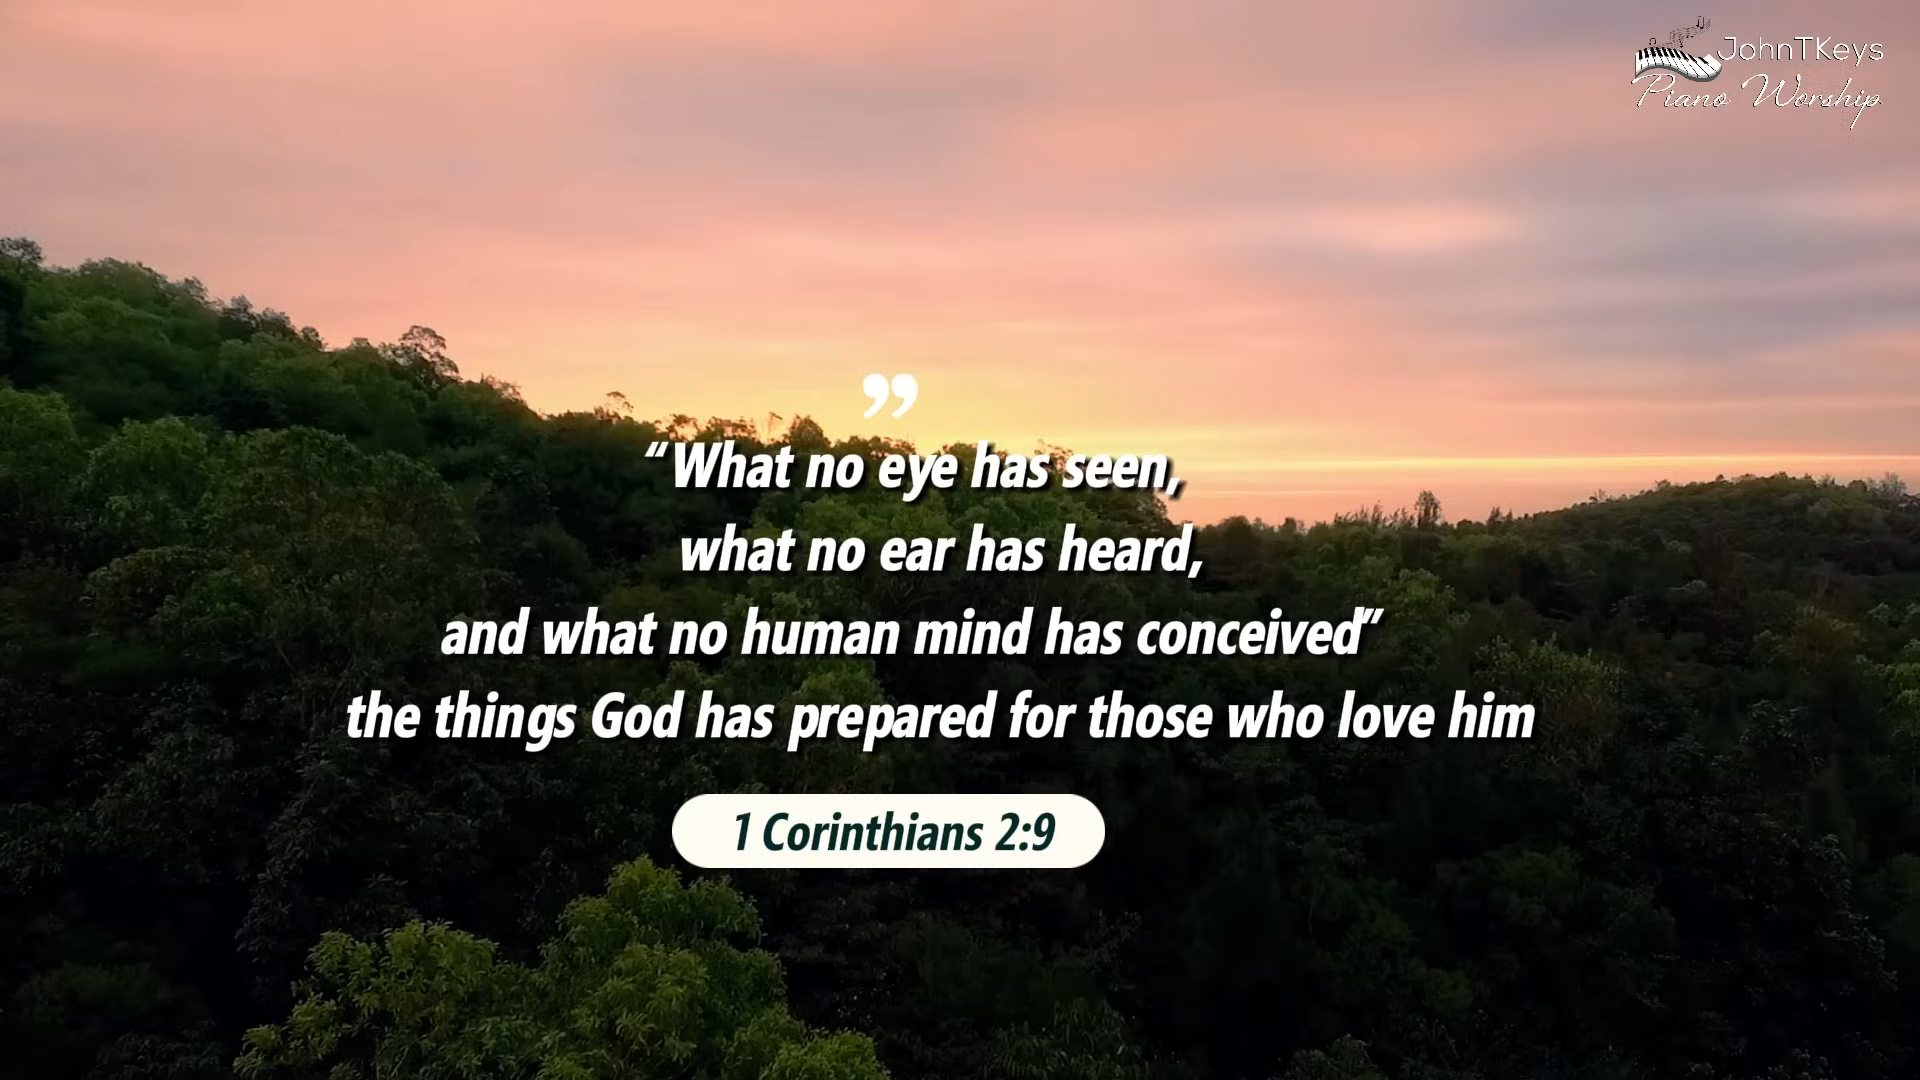 JohnTKeys
Piano Worship
”
“What no eye has seen,
what no ear has heard,
and what no human mind has conceived”
the things God has prepared for those who love him
1 Corinthians 2:9